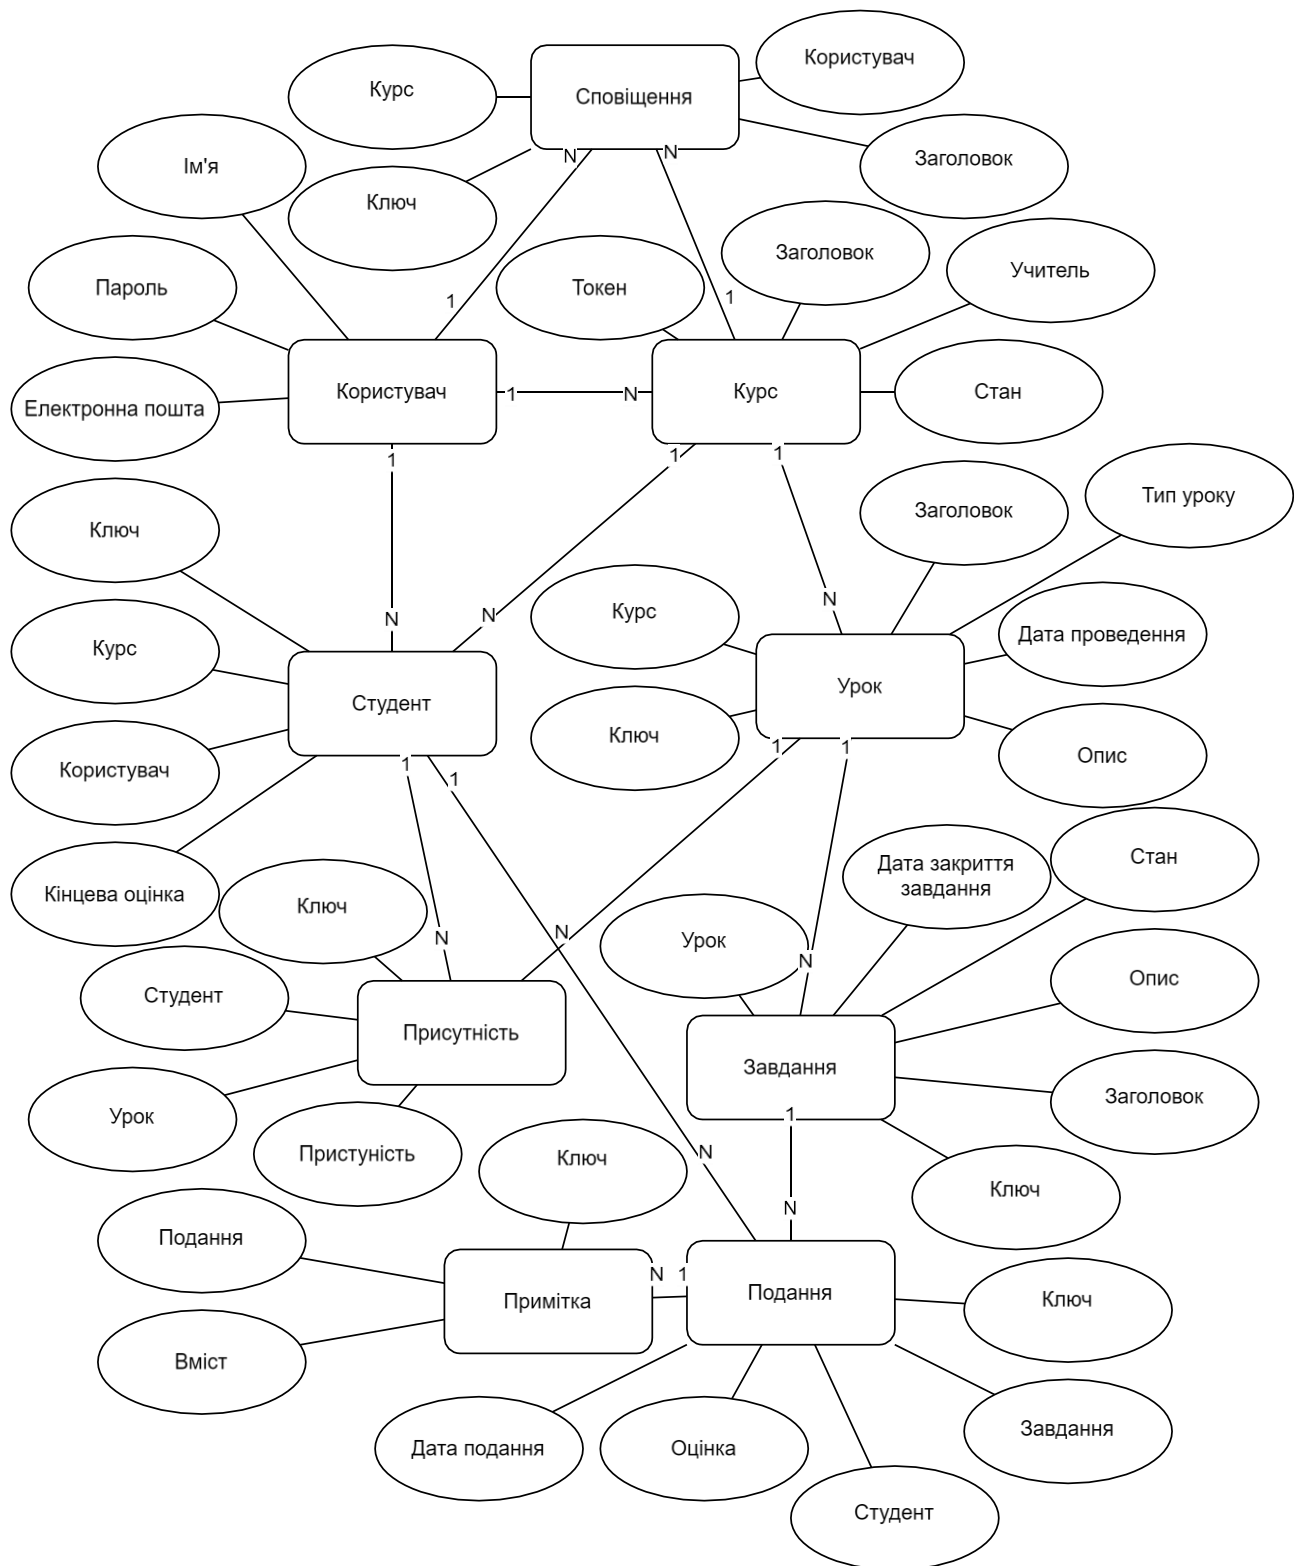 Користувач
Курс
Сповіщення
Заголовок
Ім'я
N
N
Ключ
Заголовок
Учитель
Пароль
Токен
1
1
Електронна пошта
Користувач
1
N
Курс
Стан
1
1
1
Тип уроку
Заголовок
Ключ
N
N
N
Курс
Дата проведення
Курс
Студент
Урок
Ключ
1
1
Опис
Користувач
1
1
Дата закриття
завдання
Стан
Кінцева оцінка
Ключ
N
N
Урок
N
Опис
Студент
Присутність
Завдання
Заголовок
Урок
1
Пристуність
Ключ
N
Ключ
N
Подання
Примітка
N
1
Подання
Ключ
Вміст
Дата подання
Оцінка
Завдання
Студент